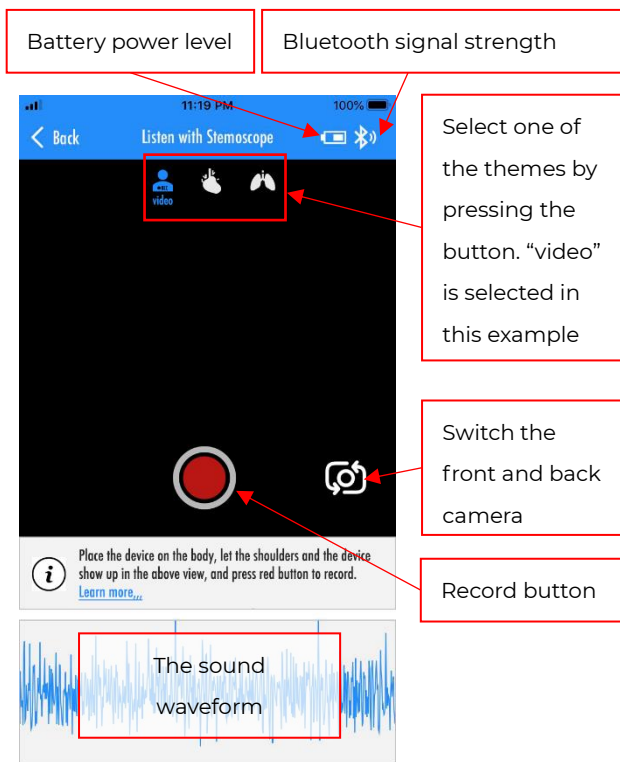 Battery power level
Bluetooth signal strength
11:19 PM
100%
Back
Listen with Stemoscope
REC
video
Select one of
the themes by
pressing the
button. “video”
is selected in
this example
Switch the
front and back
camera
Place the device on the body, let the shoulders and the device
show up in the above view, and press red button to record.
Learn more,,,
Record button
The sound
waveform